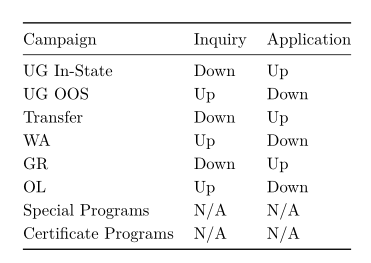 Campaign Inquiry Application
UG In-State Down Up
UG OOS Up Down
Transfer Down Up
WA Up Down
GR Down Up
OL Up Down
Special Programs N/A N/A
Certificate Programs N/A N/A